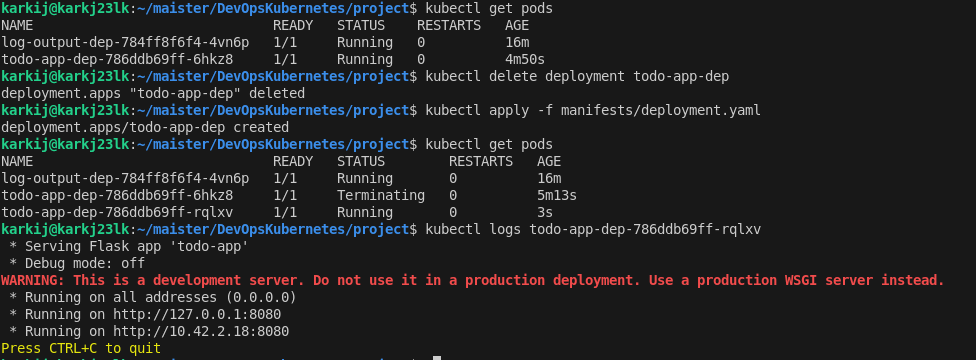 karkij@karkj23lk:~/maister/DevOpsKubernetes/project$ kubectl get pods
NAME                              READY   STATUS    RESTARTS   AGE
log-output-dep-784ff8f6f4-4vn6p   1/1     Running   0          16m
todo-app-dep-786ddb69ff-6hkz8     1/1     Running   0          4m50s
karkij@karkj23lk:~/maister/DevOpsKubernetes/project$ kubectl delete deployment todo-app-dep
deployment.apps "todo-app-dep" deleted
karkij@karkj23lk:~/maister/DevOpsKubernetes/project$ kubectl apply -f manifests/deployment.yaml
deployment.apps/todo-app-dep created
karkij@karkj23lk:~/maister/DevOpsKubernetes/project$ kubectl get pods
NAME                              READY   STATUS        RESTARTS   AGE
log-output-dep-784ff8f6f4-4vn6p   1/1     Running       0          16m
todo-app-dep-786ddb69ff-6hkz8     1/1     Terminating   0          5m13s
todo-app-dep-786ddb69ff-rqlxv     1/1     Running       0          3s
karkij@karkj23lk:~/maister/DevOpsKubernetes/project$ kubectl logs todo-app-dep-786ddb69ff-rqlxv
 * Serving Flask app 'todo-app'
 * Debug mode: off
WARNING: This is a development server. Do not use it in a production deployment. Use a production WSGI server instead.
 * Running on all addresses (0.0.0.0)
 * Running on http://127.0.0.1:8080
 * Running on http://10.42.2.18:8080
Press CTRL+C to quit